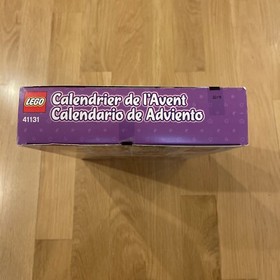 LEGO
41131
Calendrier de l'Avent
Calendario de Adviento